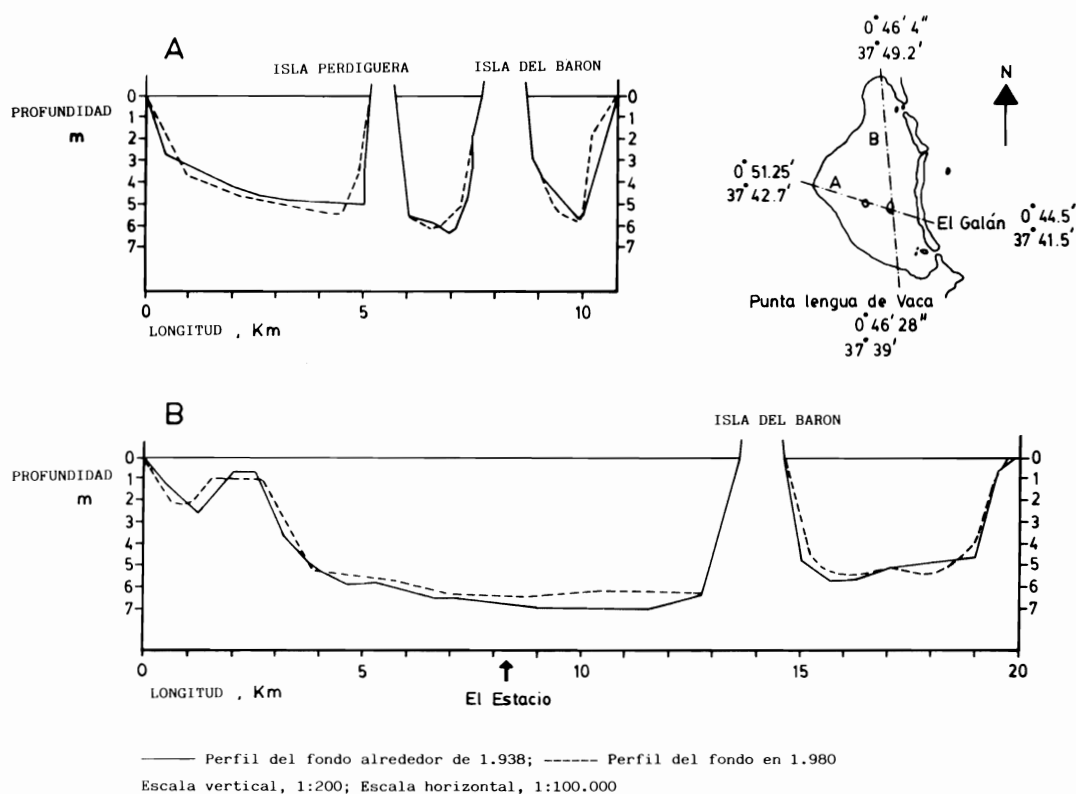 A
ISLA PERDIGUERA
ISLA DEL BARON
PROFUNDIDAD
m
0
1
2
3
4
5
6
7
0
1
2
3
4
5
6
7
0
5
10
LONGITUD , Km
0° 46′ 4″
37° 49.2′
N
B
A
0° 51.25′
37° 42.7′
El Galán
0° 44.5′
37° 41.5′
Punta lengua de Vaca
0° 46′ 28″
37° 39′
B
ISLA DEL BARON
PROFUNDIDAD
m
0
1
2
3
4
5
6
7
0
1
2
3
4
5
6
7
0
5
10
15
20
LONGITUD , Km
El Estacio
Perfil del fondo alrededor de 1.938; Perfil del fondo en 1.980
Escala vertical, 1:200; Escala horizontal, 1:100.000